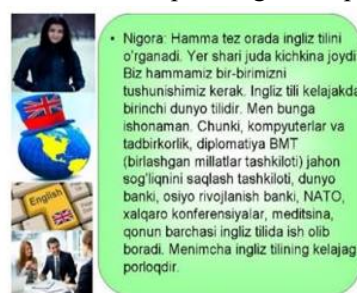 • Nigora: Hamma tez orada ingliz tilini
o'rganadi. Yer shari juda kichkina joydi
Biz hammamiz bir-birimizni
tushunishimiz kerak. Ingliz tili kelajakda
birinchi dunyo tilidir. Men bunga
ishonaman. Chunki, kompyuterlar va
tadbirkorlik, diplomatiya BMT
(birlashgan millatlar tashkiloti) jahon
sog'liqni saqlash tashkiloti, dunyo
banki, osiyo rivojlanish banki, NATO,
xalqaro konferensiyalar, meditsina,
qonun barchasi ingliz tilida ish olib
boradi. Menimcha ingliz tilining kelajag
porloqdir.
English